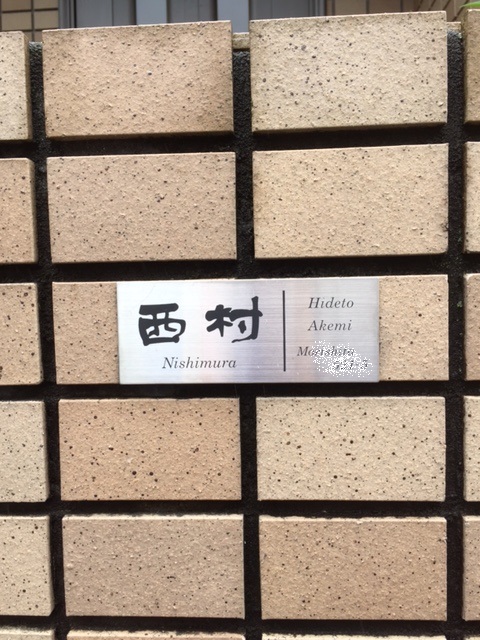 西村
Nishimura
Hideto
Akemi